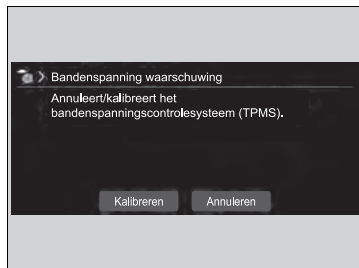 Bandenspanning waarschuwing
Annuleert/kalibreert het
bandenspanningscontrolesysteem (TPMS).
Kalibreren
Annuleren